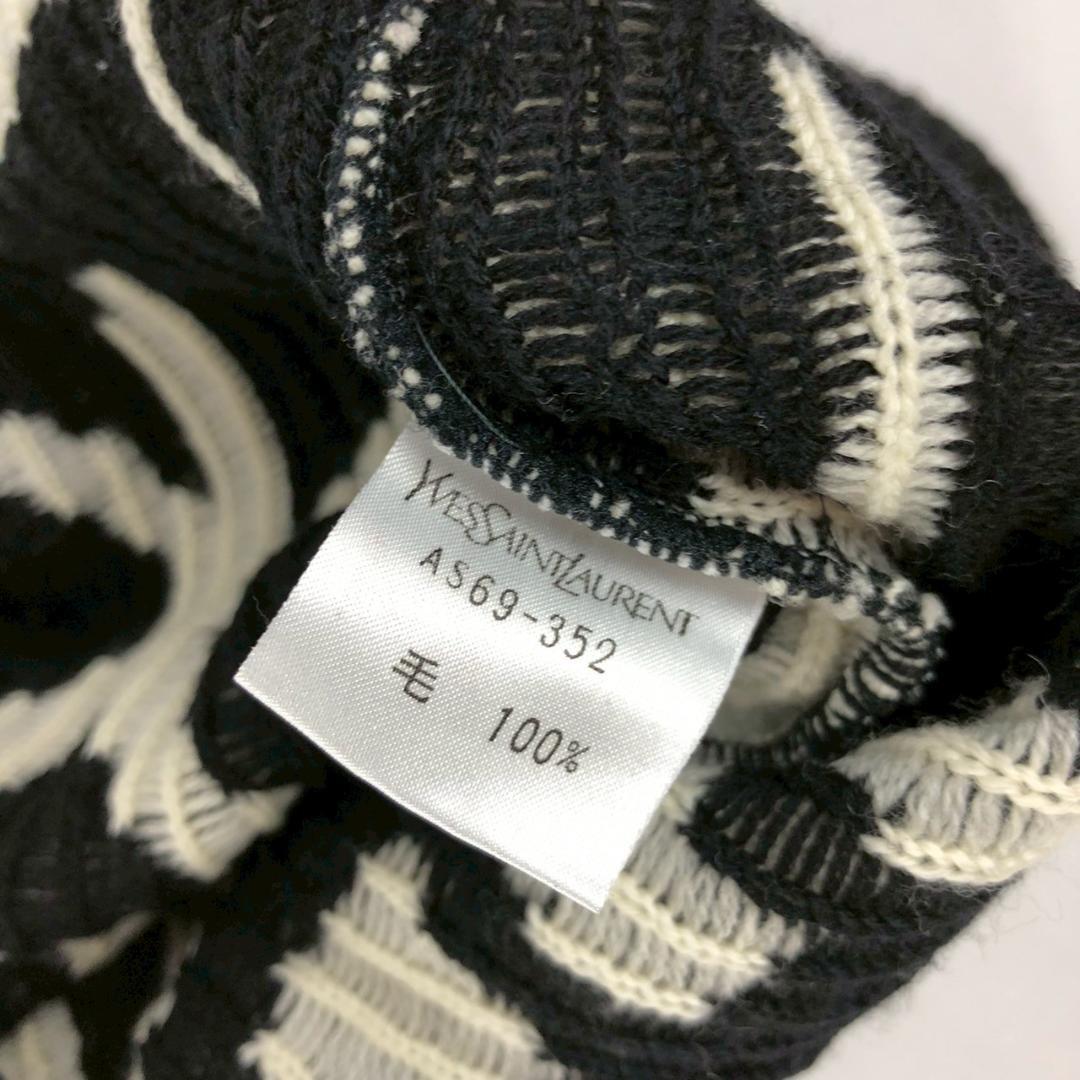 YVESSAINTLAURENT
AS69-352
毛 100%